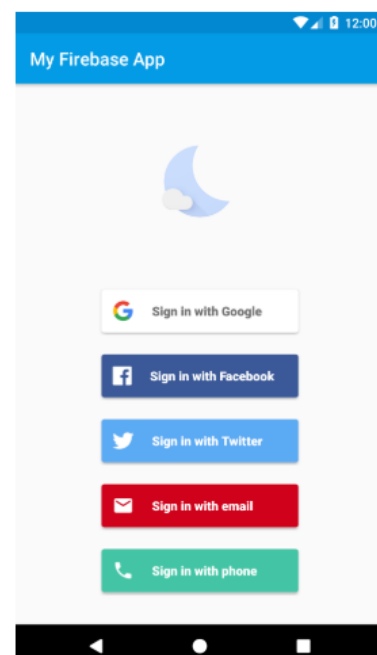 12:00
My Firebase App
Sign in with Google
Sign in with Facebook
Sign in with Twitter
Sign in with email
Sign in with phone